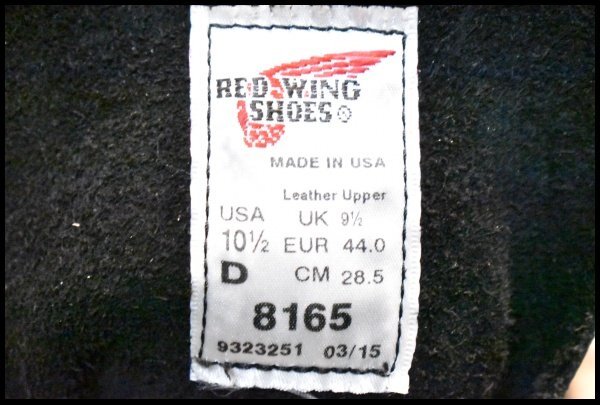 RED WING
SHOES®
MADE IN USA
Leather Upper
USA UK 9½
10½ EUR 44.0
D CM 28.5
8165
9323251 03/15